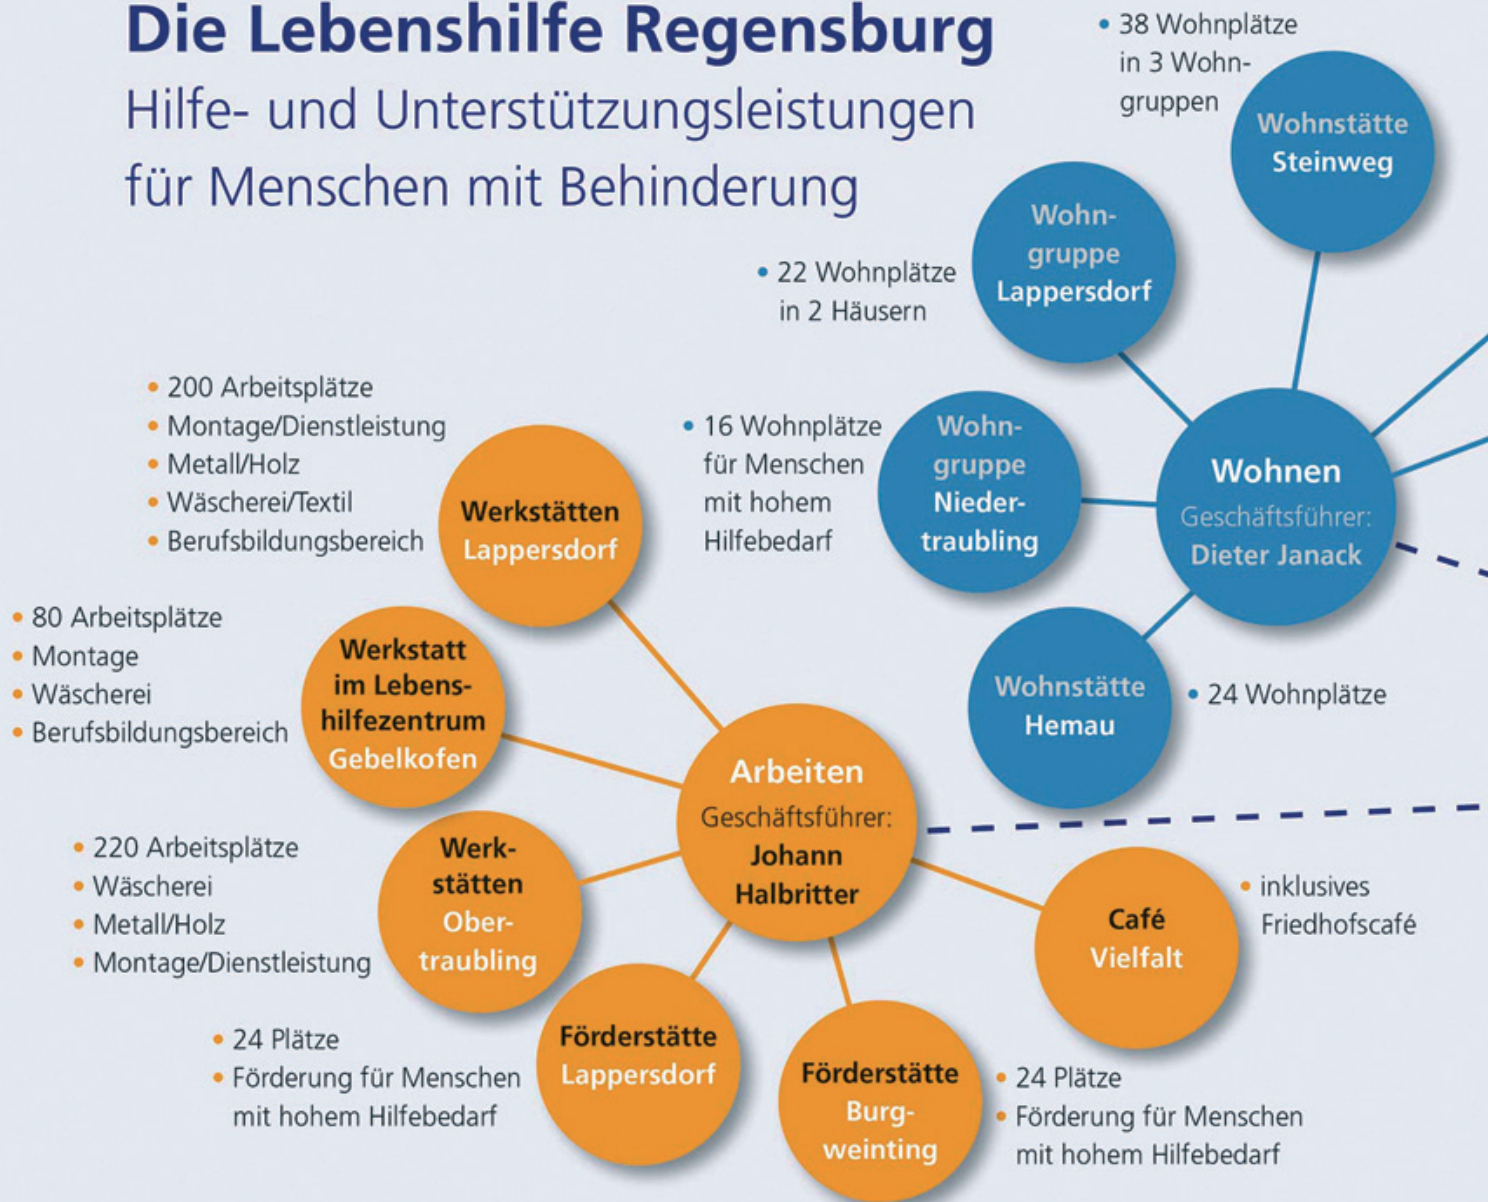 Die Lebenshilfe Regensburg
Hilfe- und Unterstützungsleistungen
für Menschen mit Behinderung
• 38 Wohnplätze
in 3 Wohn-
gruppen
Wohnstätte
Steinweg
Wohn-
gruppe
Lappersdorf
• 22 Wohnplätze
in 2 Häusern
• 16 Wohnplätze
für Menschen
mit hohem
Hilfebedarf
Wohn-
gruppe
Nieder-
traubling
Wohnen
Geschäftsführer:
Dieter Janack
Wohnstätte
Hemau
• 24 Wohnplätze
• 200 Arbeitsplätze
• Montage/Dienstleistung
• Metall/Holz
• Wäscherei/Textil
• Berufsbildungsbereich
Werkstätten
Lappersdorf
• 80 Arbeitsplätze
• Montage
• Wäscherei
• Berufsbildungsbereich
Werkstatt
im Lebens-
hilfezentrum
Gebelkofen
Arbeiten
Geschäftsführer:
Johann
Halbritter
• 220 Arbeitsplätze
• Wäscherei
• Metall/Holz
• Montage/Dienstleistung
Werk-
stätten
Ober-
traubling
• 24 Plätze
• Förderung für Menschen
mit hohem Hilfebedarf
Förderstätte
Lappersdorf
Förderstätte
Burg-
weinting
• 24 Plätze
• Förderung für Menschen
mit hohem Hilfebedarf
Café
Vielfalt
• inklusives
Friedhofscafé